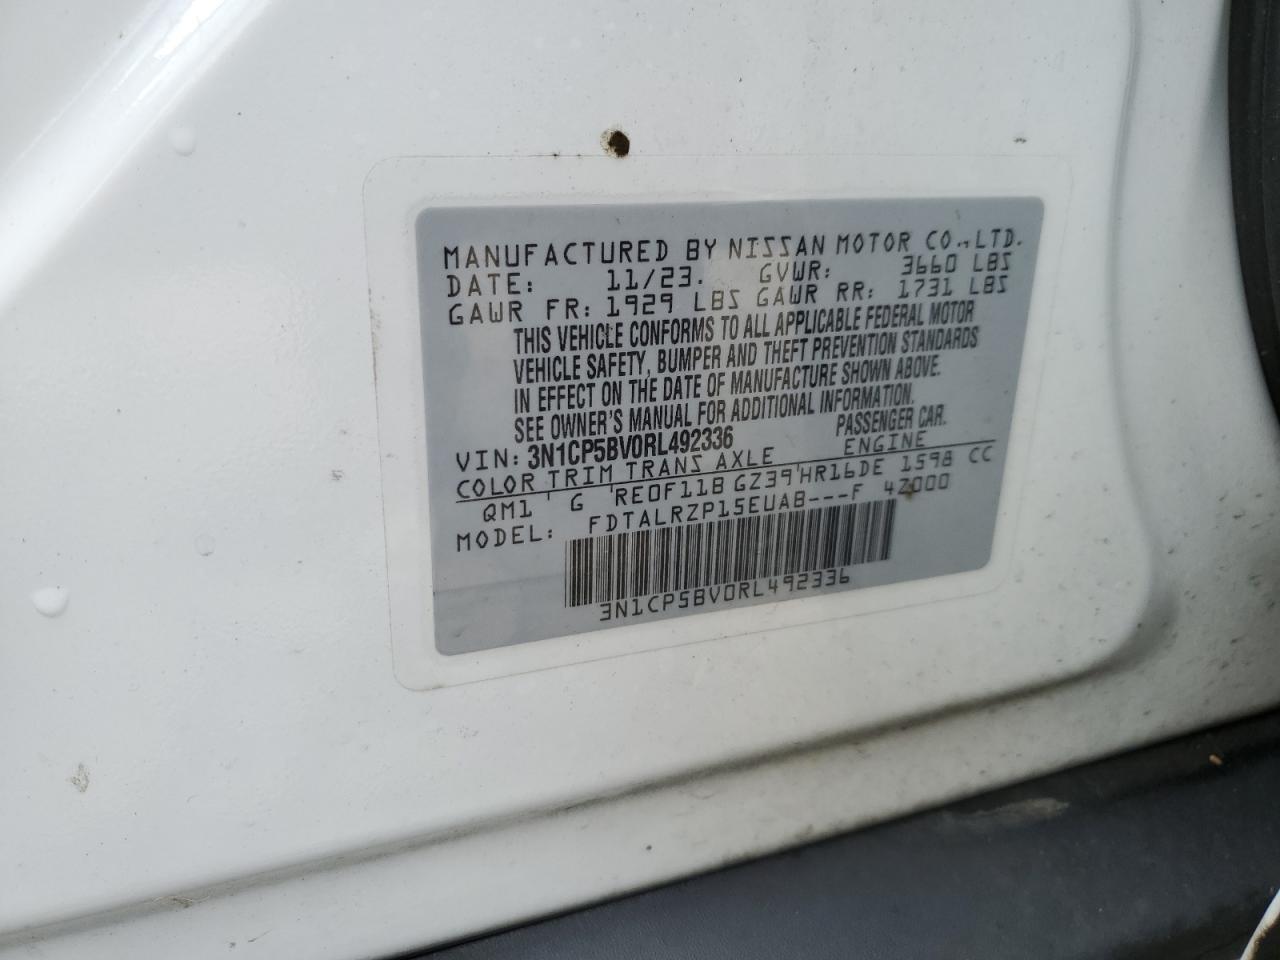 MANUFACTURED BY NISSAN MOTOR CO.,LTD.
DATE: 11/23. GVWR: 3660 LBS
GAWR FR: 1929 LBS GAWR RR: 1731 LBS
THIS VEHICLE CONFORMS TO ALL APPLICABLE FEDERAL MOTOR
VEHICLE SAFETY, BUMPER AND THEFT PREVENTION STANDARDS
IN EFFECT ON THE DATE OF MANUFACTURE SHOWN ABOVE.
SEE OWNER'S MANUAL FOR ADDITIONAL INFORMATION.
VIN: 3N1CP5BV0RL492336 PASSENGER CAR.
COLOR TRIM TRANS AXLE ENGINE
QM1 G RE0F11B GZ39 HR16DE 1598 CC
MODEL: FDTALRZP15EUAB---F 4Z000
3N1CP5BV0RL492336